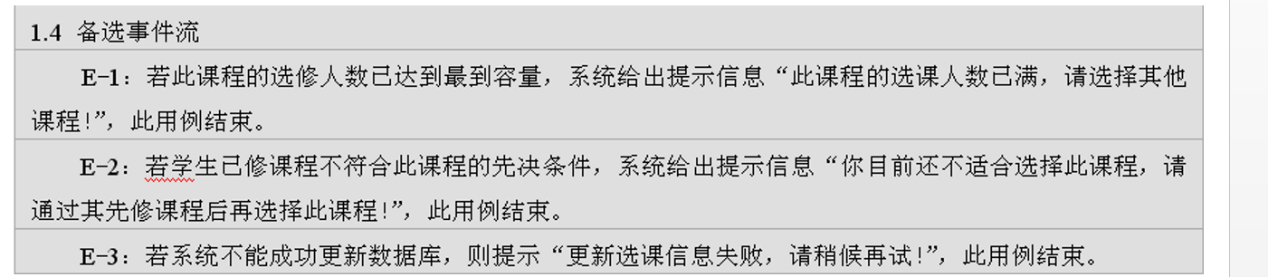 1.4 备选事件流
E-1：若此课程的选修人数已达到最到容量，系统给出提示信息“此课程的选课人数已满，请选择其他
课程!”，此用例结束。
E-2：若学生已修课程不符合此课程的先决条件，系统给出提示信息“你目前还不适合选择此课程，请
通过其先修课程后再选择此课程!”，此用例结束。
E-3：若系统不能成功更新数据库，则提示“更新选课信息失败，请稍候再试!”，此用例结束。